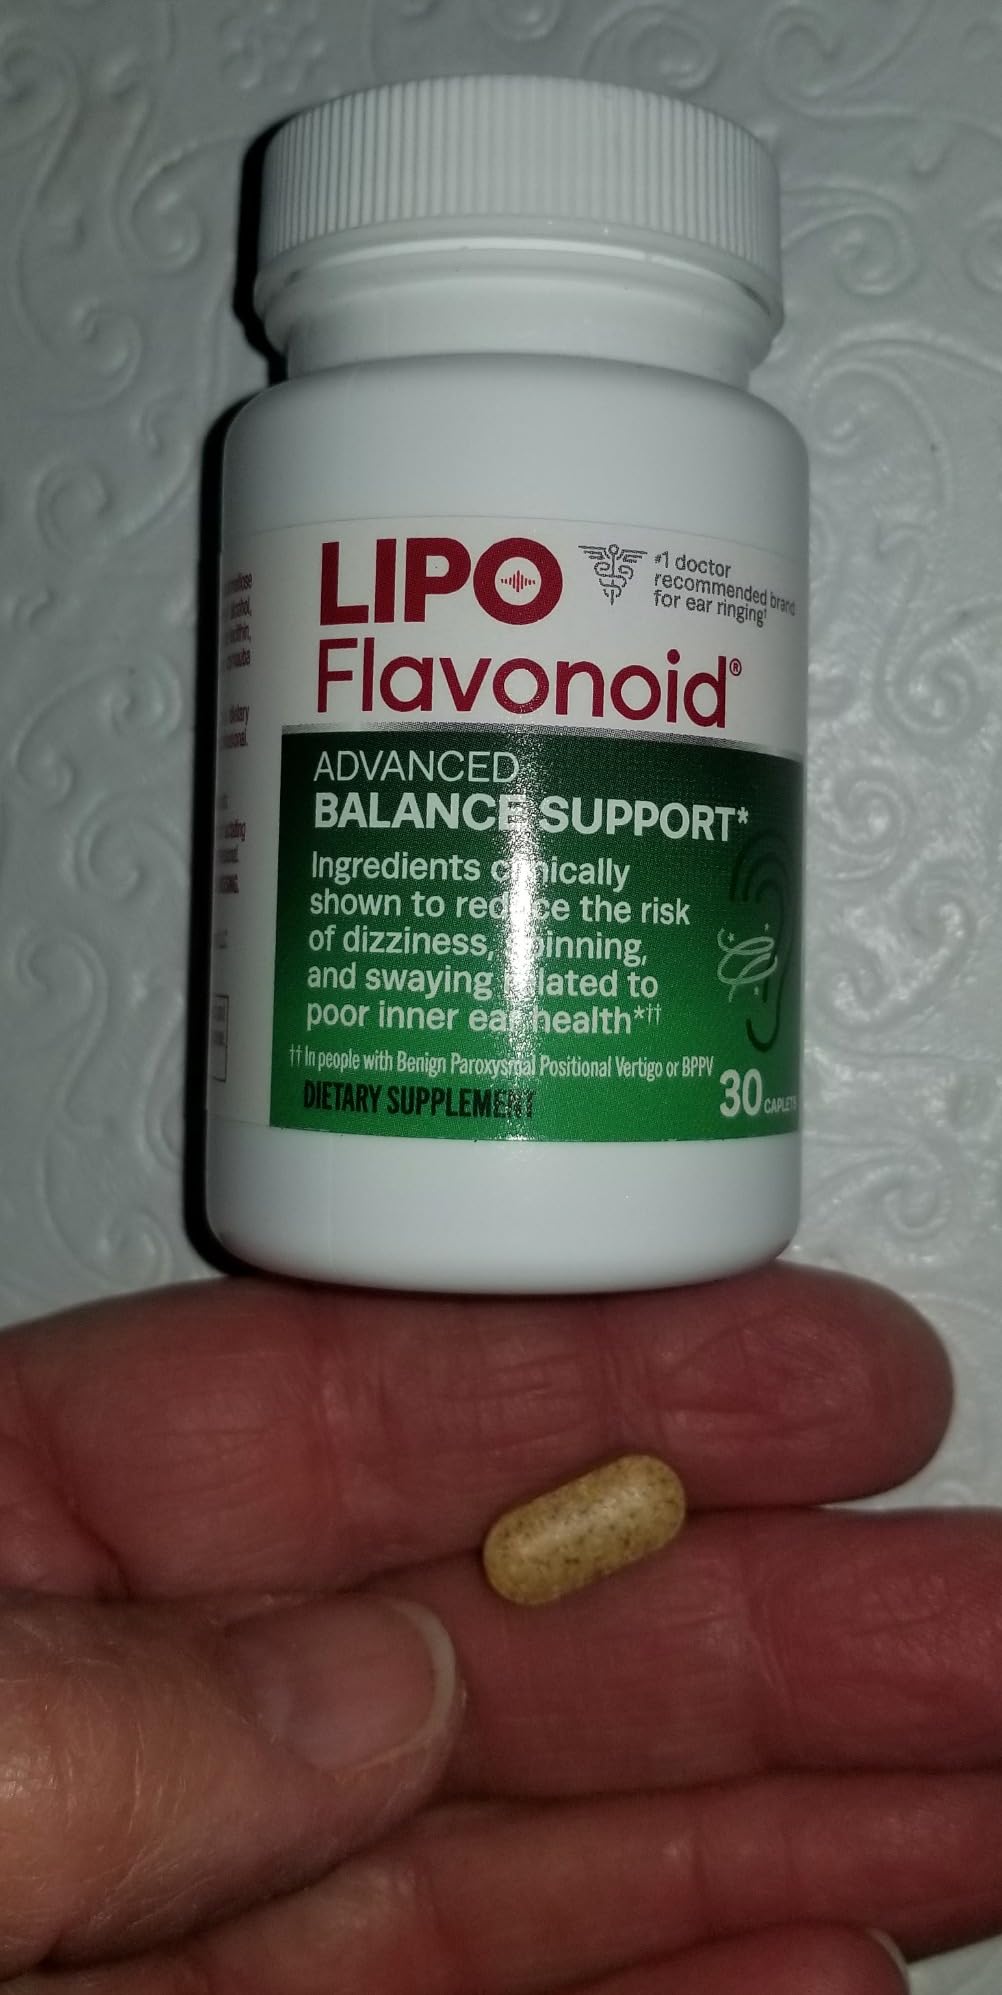 LIPO
Flavonoid®
#1 doctor
recommended brand
for ear ringing†
ADVANCED
BALANCE SUPPORT*
Ingredients clinically
shown to reduce the risk
of dizziness, spinning,
and swaying related to
poor inner ear health*††
†† In people with Benign Paroxysmal Positional Vertigo or BPPV
DIETARY SUPPLEMENT
30 CAPLETS